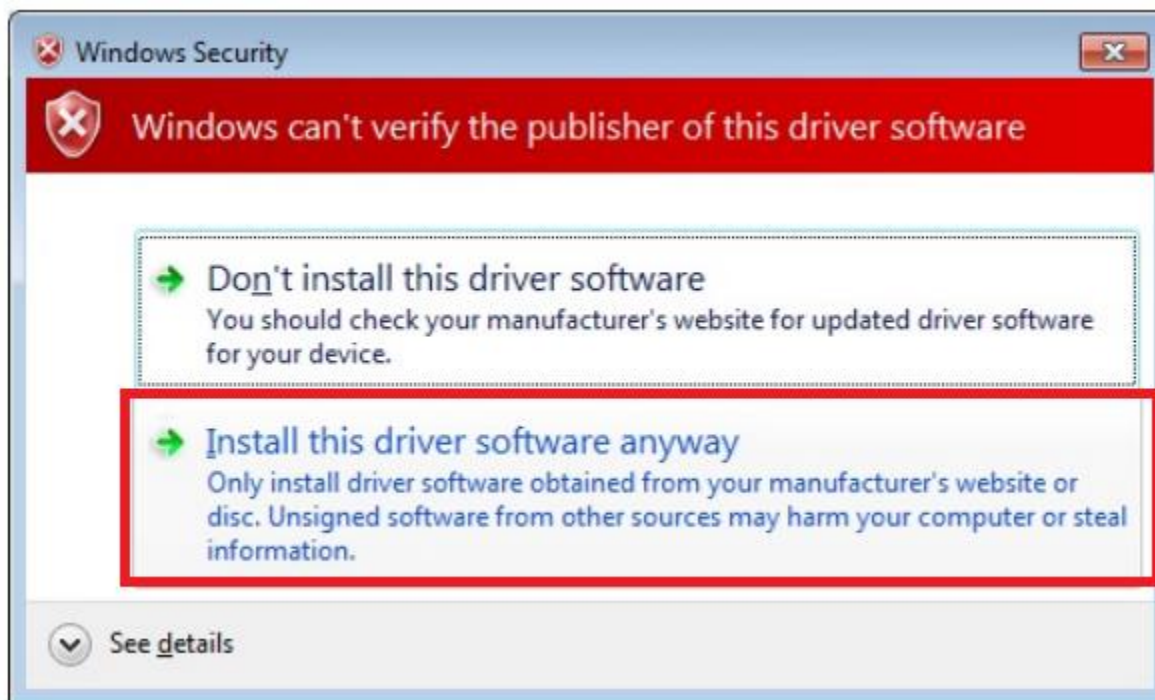 Windows Security
Windows can't verify the publisher of this driver software
Don't install this driver software
You should check your manufacturer's website for updated driver software
for your device.
Install this driver software anyway
Only install driver software obtained from your manufacturer's website or
disc. Unsigned software from other sources may harm your computer or steal
information.
See details